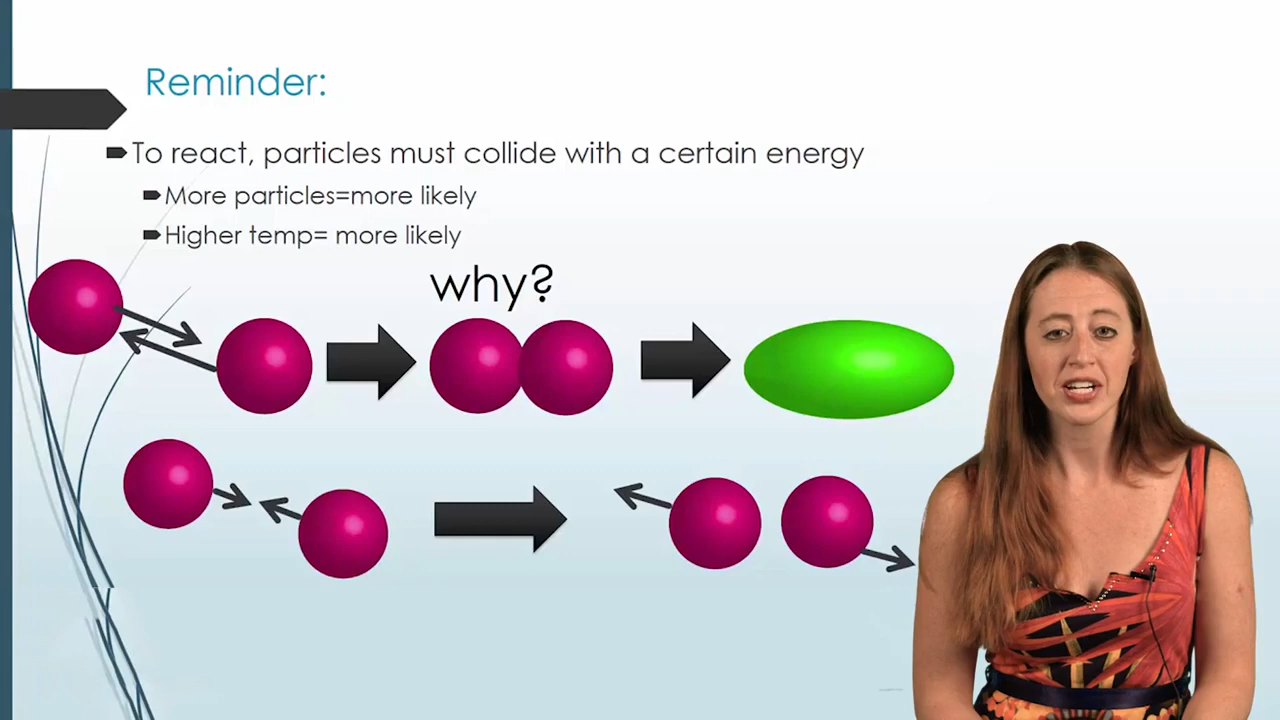 Reminder:
To react, particles must collide with a certain energy
More particles=more likely
Higher temp= more likely
why?